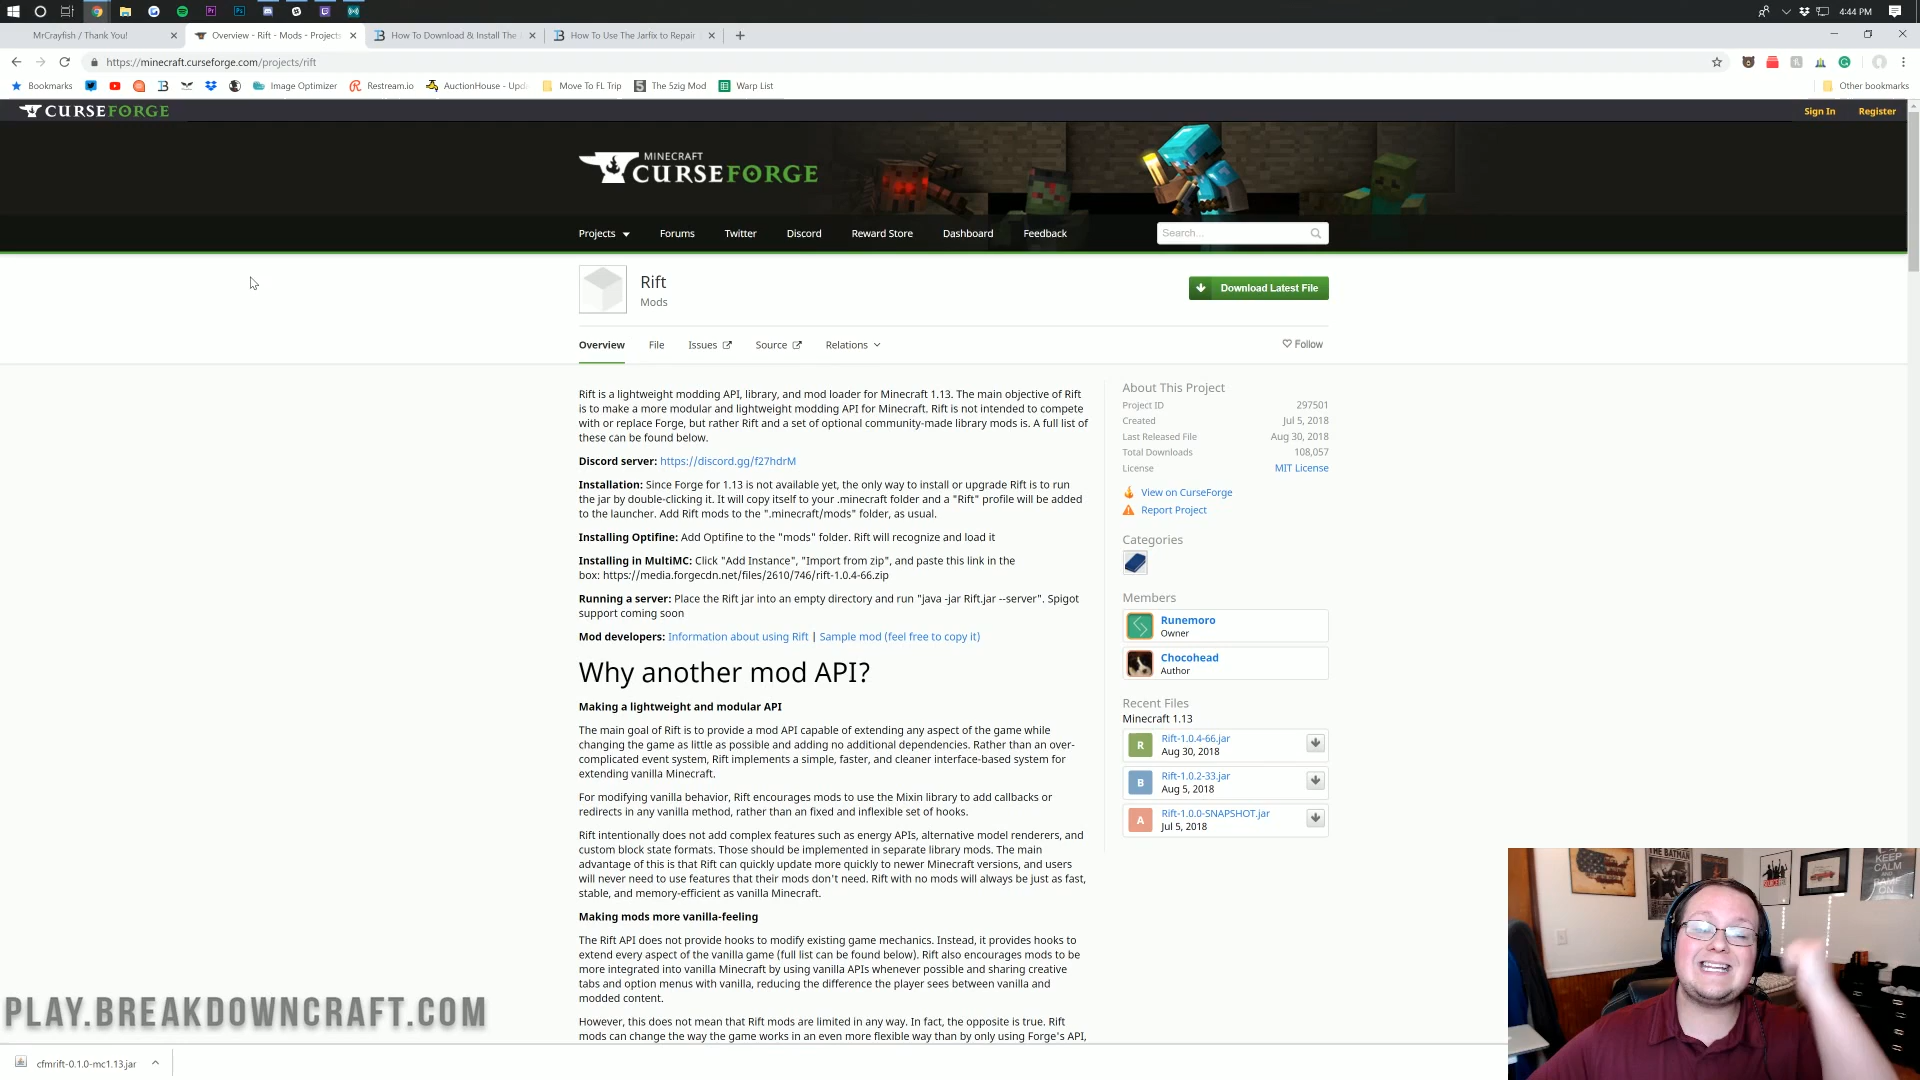 4:44 PM
MrCrayfish / Thank You!
Overview - Rift - Mods - Projects
How To Download & Install The
How To Use The Jarfix to Repair
https://minecraft.curseforge.com/projects/rift
Bookmarks
Image Optimizer
Restream.io
AuctionHouse - Upd
Move To FL Trip
The 5zig Mod
Warp List
Other bookmarks
CURSEFORGE
Sign In
Register
MINECRAFT
CURSEFORGE
Projects
Forums
Twitter
Discord
Reward Store
Dashboard
Feedback
Search...
Rift
Mods
Download Latest File
Overview
File
Issues
Source
Relations
Follow
Rift is a lightweight modding API, library, and mod loader for Minecraft 1.13. The main objective of Rift
is to make a more modular and lightweight modding API for Minecraft. Rift is not intended to compete
with or replace Forge, but rather Rift and a set of optional community-made library mods is. A full list of
these can be found below.
Discord server: https://discord.gg/f27hdrM
Installation: Since Forge for 1.13 is not available yet, the only way to install or upgrade Rift is to run
the jar by double-clicking it. It will copy itself to your .minecraft folder and a "Rift" profile will be added
to the launcher. Add Rift mods to the ".minecraft/mods" folder, as usual.
Installing Optifine: Add Optifine to the "mods" folder. Rift will recognize and load it
Installing in MultiMC: Click "Add Instance", "Import from zip", and paste this link in the
box: https://media.forgecdn.net/files/2610/746/rift-1.0.4-66.zip
Running a server: Place the Rift jar into an empty directory and run "java -jar Rift.jar --server". Spigot
support coming soon
Mod developers: Information about using Rift | Sample mod (feel free to copy it)
Why another mod API?
Making a lightweight and modular API
The main goal of Rift is to provide a mod API capable of extending any aspect of the game while
changing the game as little as possible and adding no additional dependencies. Rather than an over-
complicated event system, Rift implements a simple, faster, and cleaner interface-based system for
extending vanilla Minecraft.
For modifying vanilla behavior, Rift encourages mods to use the Mixin library to add callbacks or
redirects in any vanilla method, rather than an fixed and inflexible set of hooks.
Rift intentionally does not add complex features such as energy APIs, alternative model renderers, and
custom block state formats. Those should be implemented in separate library mods. The main
advantage of this is that Rift can quickly update more quickly to newer Minecraft versions, and users
will never need to use features that their mods don't need. Rift with no mods will always be just as fast,
stable, and memory-efficient as vanilla Minecraft.
Making mods more vanilla-feeling
The Rift API does not provide hooks to modify existing game mechanics. Instead, it provides hooks to
extend every aspect of the vanilla game (full list can be found below). Rift also encourages mods to be
more integrated into vanilla Minecraft by using vanilla APIs whenever possible and sharing creative
tabs and option menus with vanilla, reducing the difference the player sees between vanilla and
modded content.
However, this does not mean that Rift mods are limited in any way. In fact, the opposite is true. Rift
mods can change the way the game works in an even more flexible way than by only using Forge's API,
About This Project
Project ID 297501
Created Jul 5, 2018
Last Released File Aug 30, 2018
Total Downloads 108,057
License MIT License
View on CurseForge
Report Project
Categories
Members
Runemoro
Owner
Chocohead
Author
Recent Files
Minecraft 1.13
R Rift-1.0.4-66.jar
Aug 30, 2018
B Rift-1.0.2-33.jar
Aug 5, 2018
A Rift-1.0.0-SNAPSHOT.jar
Jul 5, 2018
PLAY.BREAKDOWNCRAFT.COM
cfmrift-0.1.0-mc1.13.jar
THE BATMAN
KEEP
CALM
AND